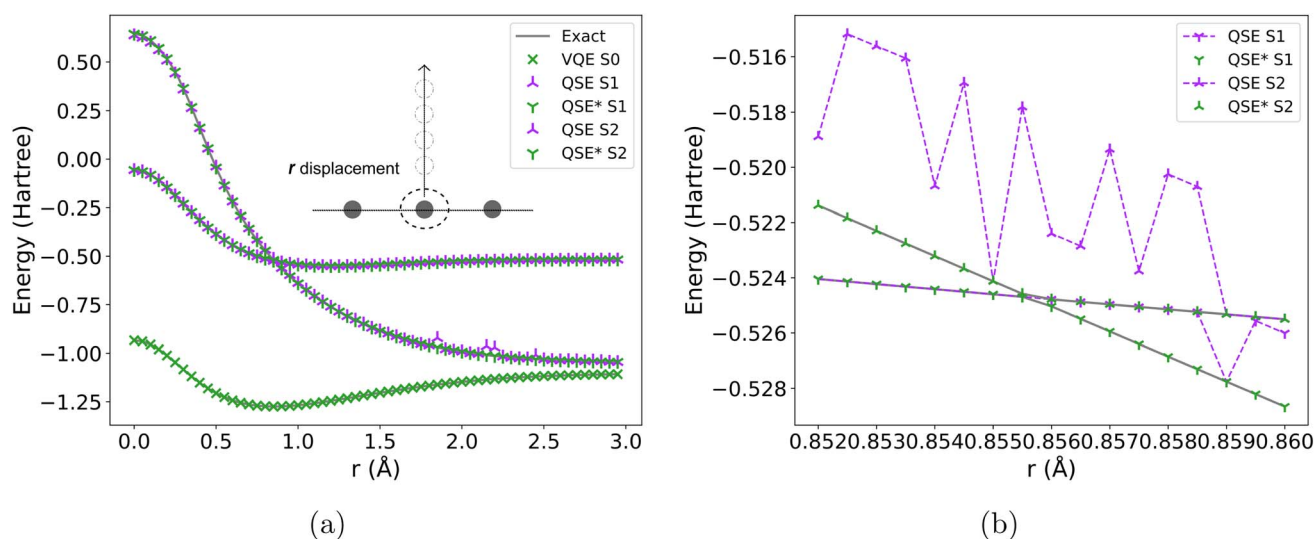 Energy (Hartree)
0.50
0.25
0.00
−0.25
−0.50
−0.75
−1.00
−1.25
Exact
VQE S0
QSE S1
QSE* S1
QSE S2
QSE* S2
r displacement
0.0 0.5 1.0 1.5 2.0 2.5 3.0
r (Å)
(a)
Energy (Hartree)
−0.516
−0.518
−0.520
−0.522
−0.524
−0.526
−0.528
QSE S1
QSE* S1
QSE S2
QSE* S2
0.8520 0.8530 0.8540 0.8550 0.8560 0.8570 0.8580 0.8590 0.860
r (Å)
(b)